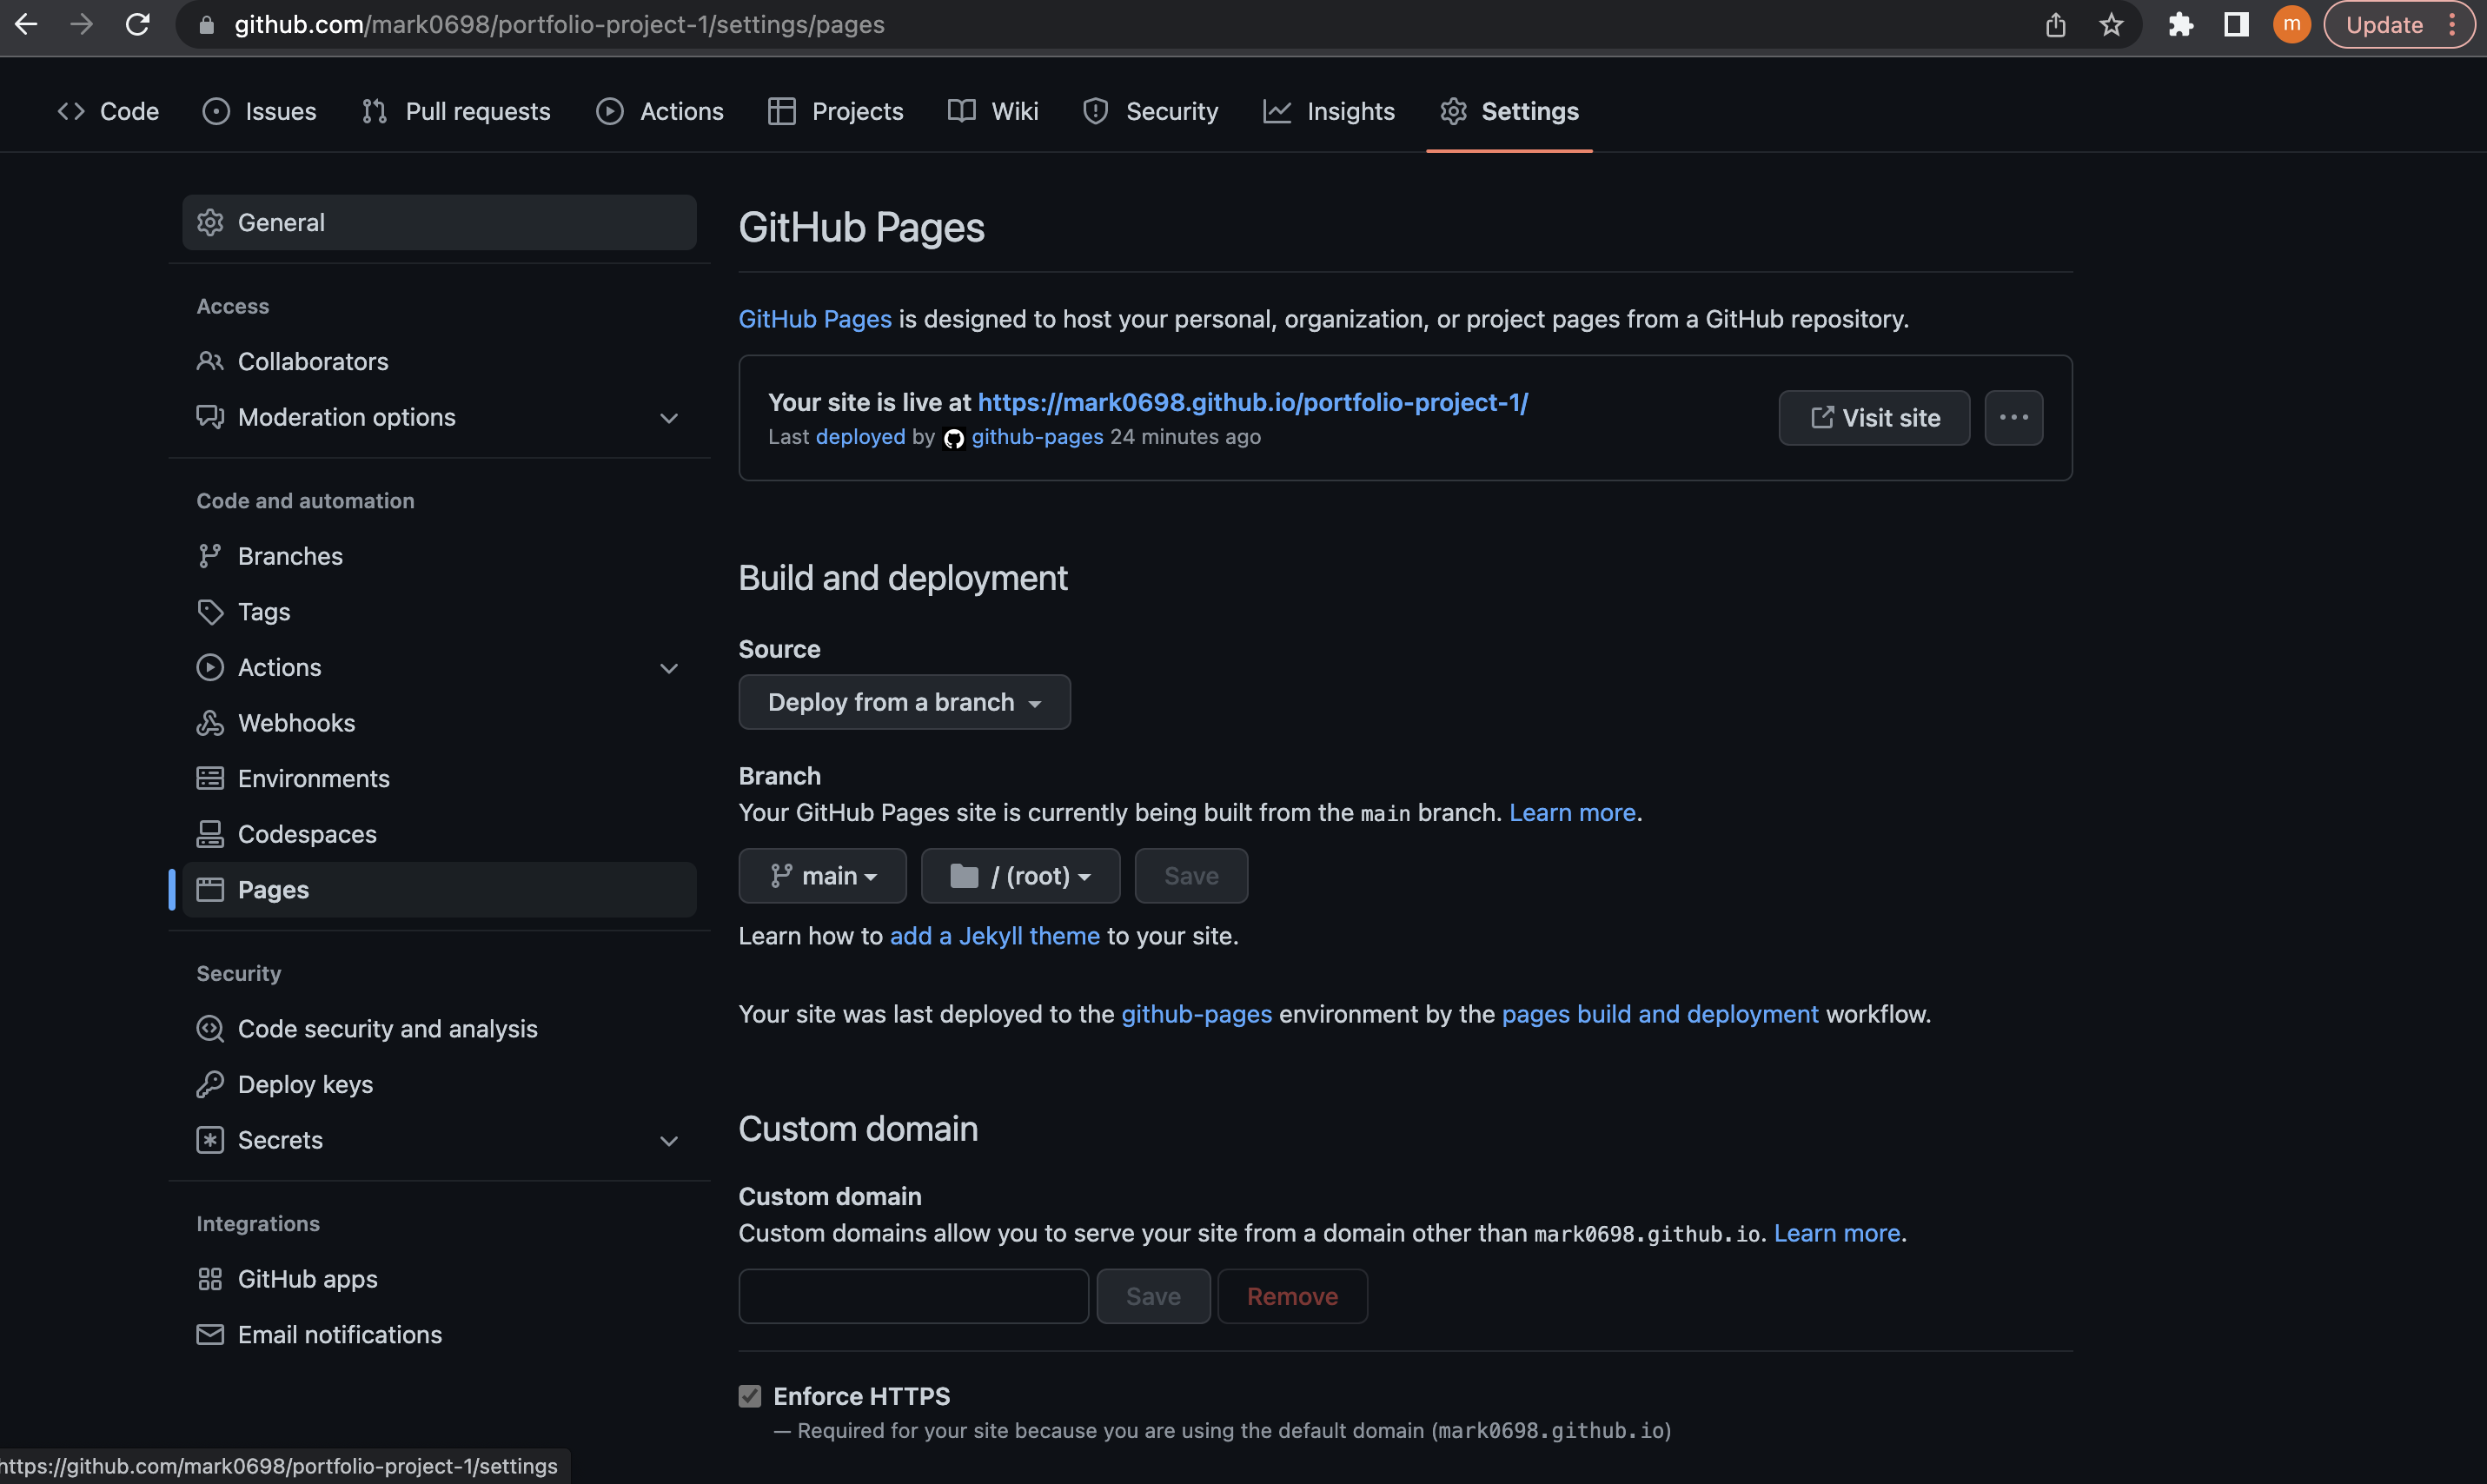 github.com/mark0698/portfolio-project-1/settings/pages
m
Update
Code
Issues
Pull requests
Actions
Projects
Wiki
Security
Insights
Settings
General
Access
Collaborators
Moderation options
Code and automation
Branches
Tags
Actions
Webhooks
Environments
Codespaces
Pages
Security
Code security and analysis
Deploy keys
Secrets
Integrations
GitHub apps
Email notifications
GitHub Pages
GitHub Pages is designed to host your personal, organization, or project pages from a GitHub repository.
Your site is live at https://mark0698.github.io/portfolio-project-1/
Last deployed by github-pages 24 minutes ago
Visit site
Build and deployment
Source
Deploy from a branch
Branch
Your GitHub Pages site is currently being built from the main branch. Learn more.
main
/ (root)
Save
Learn how to add a Jekyll theme to your site.
Your site was last deployed to the github-pages environment by the pages build and deployment workflow.
Custom domain
Custom domain
Custom domains allow you to serve your site from a domain other than mark0698.github.io. Learn more.
Save
Remove
Enforce HTTPS
— Required for your site because you are using the default domain (mark0698.github.io)
https://github.com/mark0698/portfolio-project-1/settings